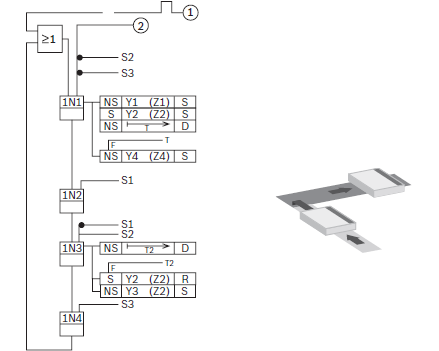 1
2
≥1
S2
S3
1N1
NS Y1 (Z1) S
S Y2 (Z2) S
NS T D
T
F
NS Y4 (Z4) S
S1
1N2
S1
S2
1N3
NS T2 D
T2
F
S Y2 (Z2) R
NS Y3 (Z2) S
S3
1N4